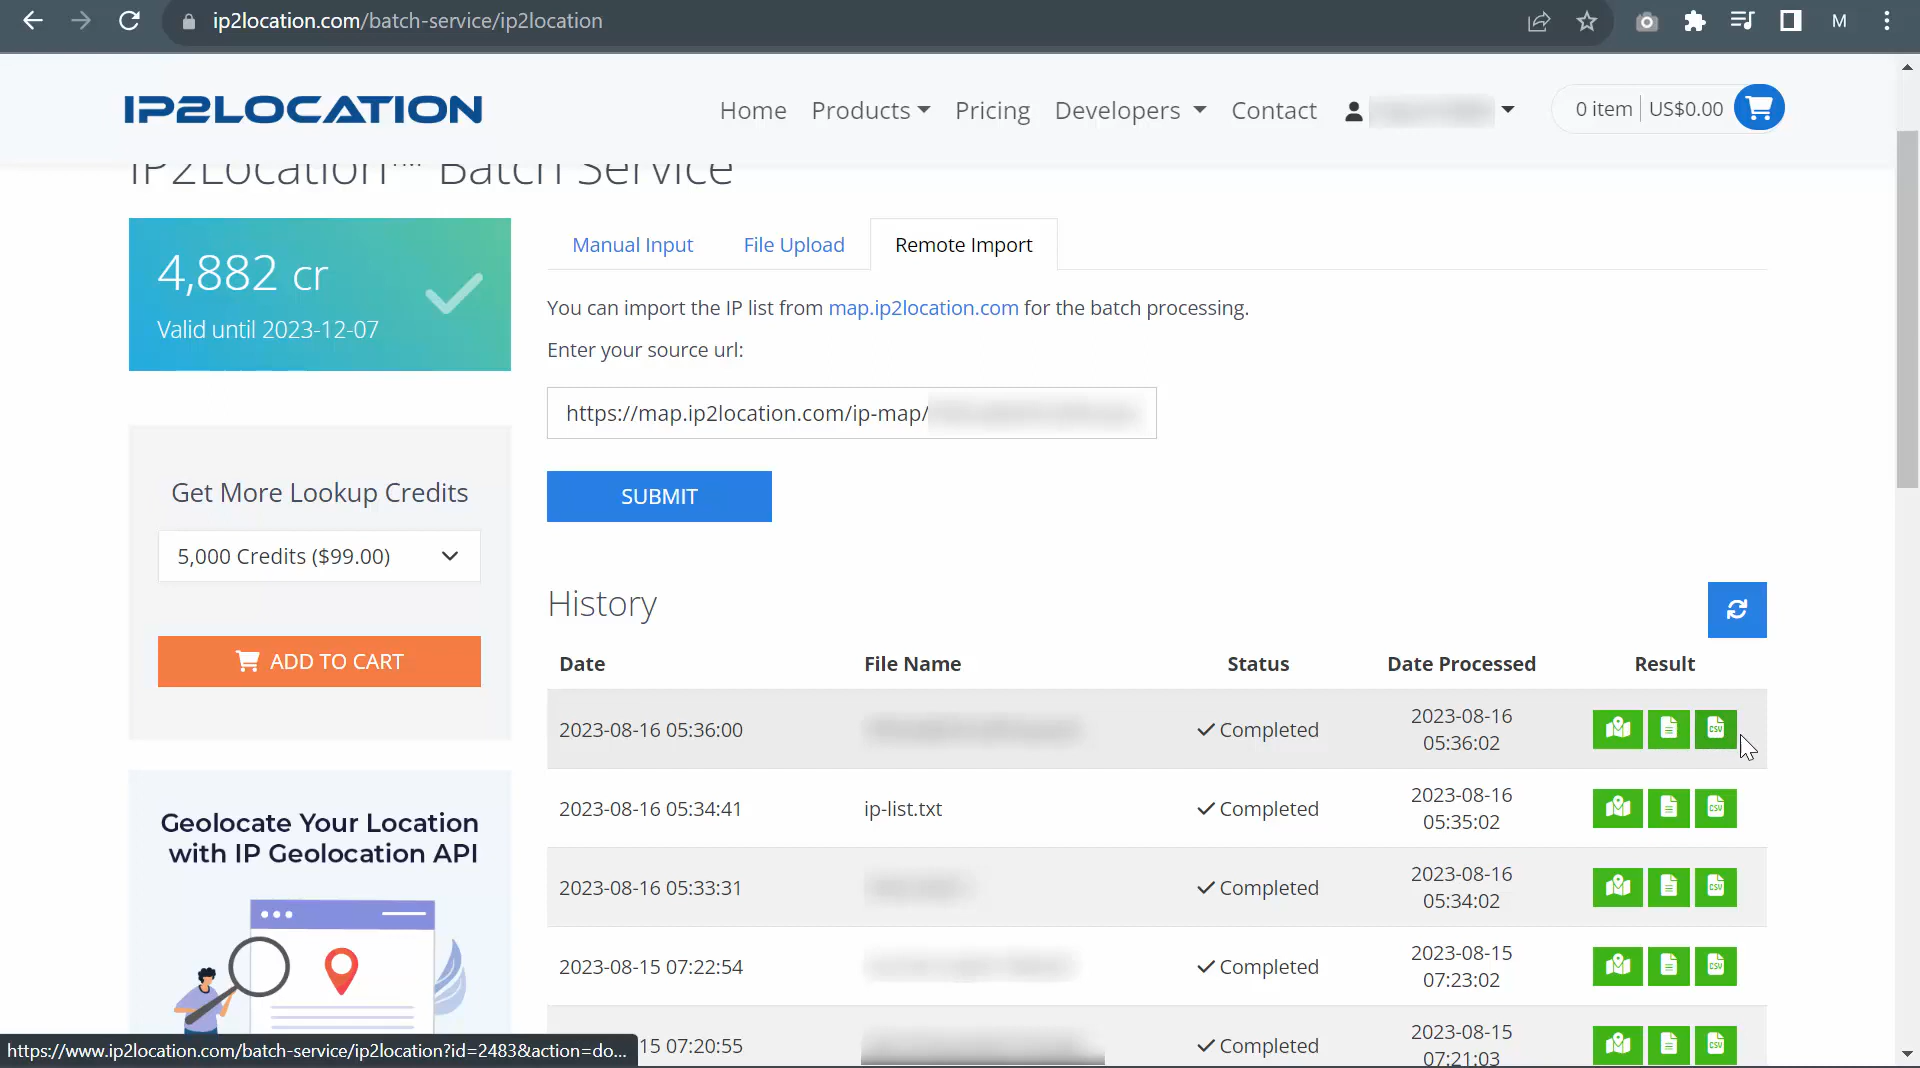 ip2location.com/batch-service/ip2location
M
IP2LOCATION
Home
Products
Pricing
Developers
Contact
0 item
US$0.00
IP2Location™ Batch Service
4,882 cr
Valid until 2023-12-07
Manual Input
File Upload
Remote Import
You can import the IP list from map.ip2location.com for the batch processing.
Enter your source url:
https://map.ip2location.com/ip-map/
SUBMIT
Get More Lookup Credits
5,000 Credits ($99.00)
ADD TO CART
History
Date
File Name
Status
Date Processed
Result
2023-08-16 05:36:00
Completed
2023-08-16
05:36:02
CSV
2023-08-16 05:34:41
ip-list.txt
Completed
2023-08-16
05:35:02
CSV
2023-08-16 05:33:31
Completed
2023-08-16
05:34:02
CSV
2023-08-15 07:22:54
Completed
2023-08-15
07:23:02
CSV
15 07:20:55
Completed
2023-08-15
07:21:03
CSV
Geolocate Your Location
with IP Geolocation API
https://www.ip2location.com/batch-service/ip2location?id=2483&action=do...